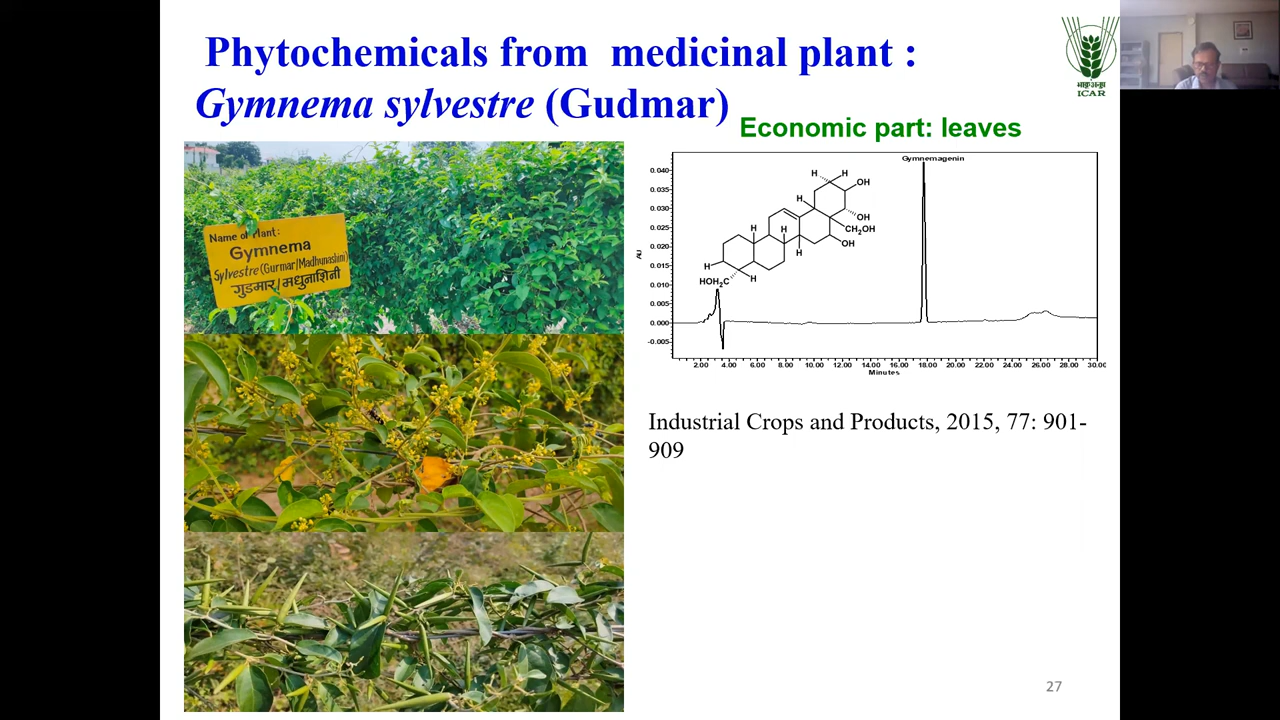 Phytochemicals from medicinal plant :
Gymnema sylvestre (Gudmar)
भाकृअनुप
ICAR
Economic part: leaves
Name of Plant:
Gymnema
Sylvestre (Gurmar/Madhunashini)
गुडमार/मधुनाशिनी
Gymnemagenin
AU
0.040
0.035
0.030
0.025
0.020
0.015
0.010
0.005
0.000
-0.005
H H
OH
H
OH
CH2OH
OH
H H
H
H
H
HOH2C
2.00 4.00 6.00 8.00 10.00 12.00 14.00 16.00 18.00 20.00 22.00 24.00 26.00 28.00 30.00
Minutes
Industrial Crops and Products, 2015, 77: 901-
909
27